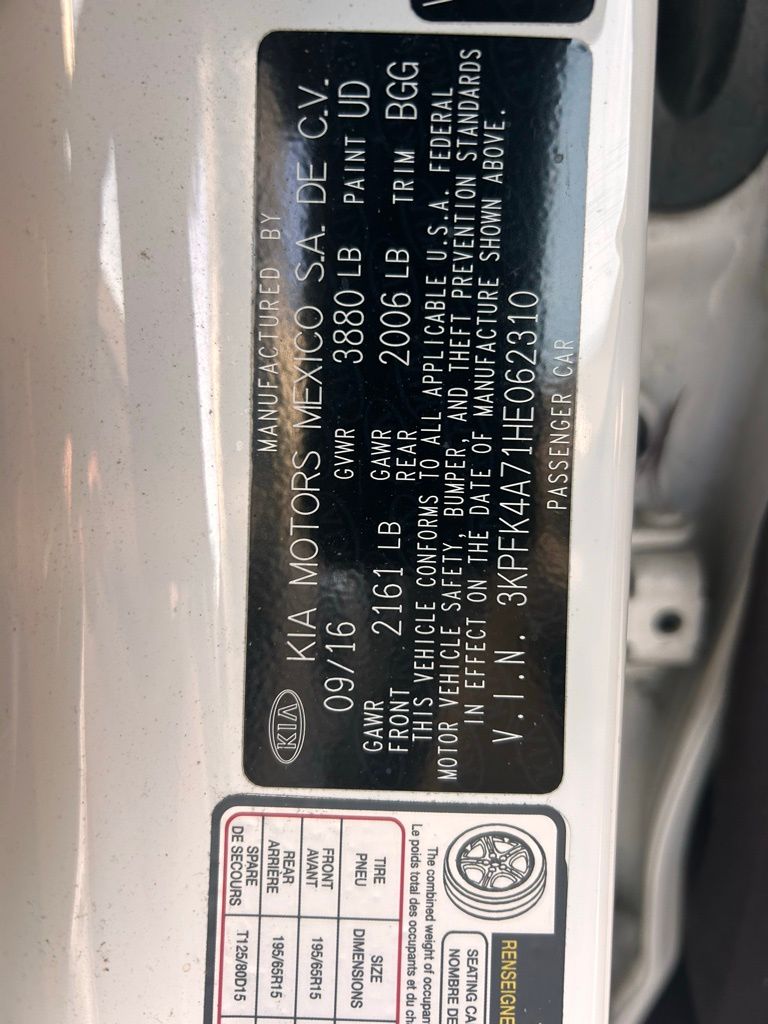 KIA
MANUFACTURED BY
KIA MOTORS MEXICO S.A. DE C.V.
09/16 GVWR 3880 LB PAINT UD
GAWR FRONT 2161 LB GAWR REAR 2006 LB TRIM BGG
THIS VEHICLE CONFORMS TO ALL APPLICABLE U.S.A. FEDERAL
MOTOR VEHICLE SAFETY, BUMPER, AND THEFT PREVENTION STANDARDS
IN EFFECT ON THE DATE OF MANUFACTURE SHOWN ABOVE.
V.I.N. 3KPFK4A71HE062310
PASSENGER CAR
SEATING
NOMBRE DE
The combined weight of
Le poids total des occupants et du
TIRE PNEU SIZE DIMENSIONS
FRONT AVANT 195/65R15
REAR ARRIÈRE 195/65R15
SPARE DE SECOURS T125/80D15